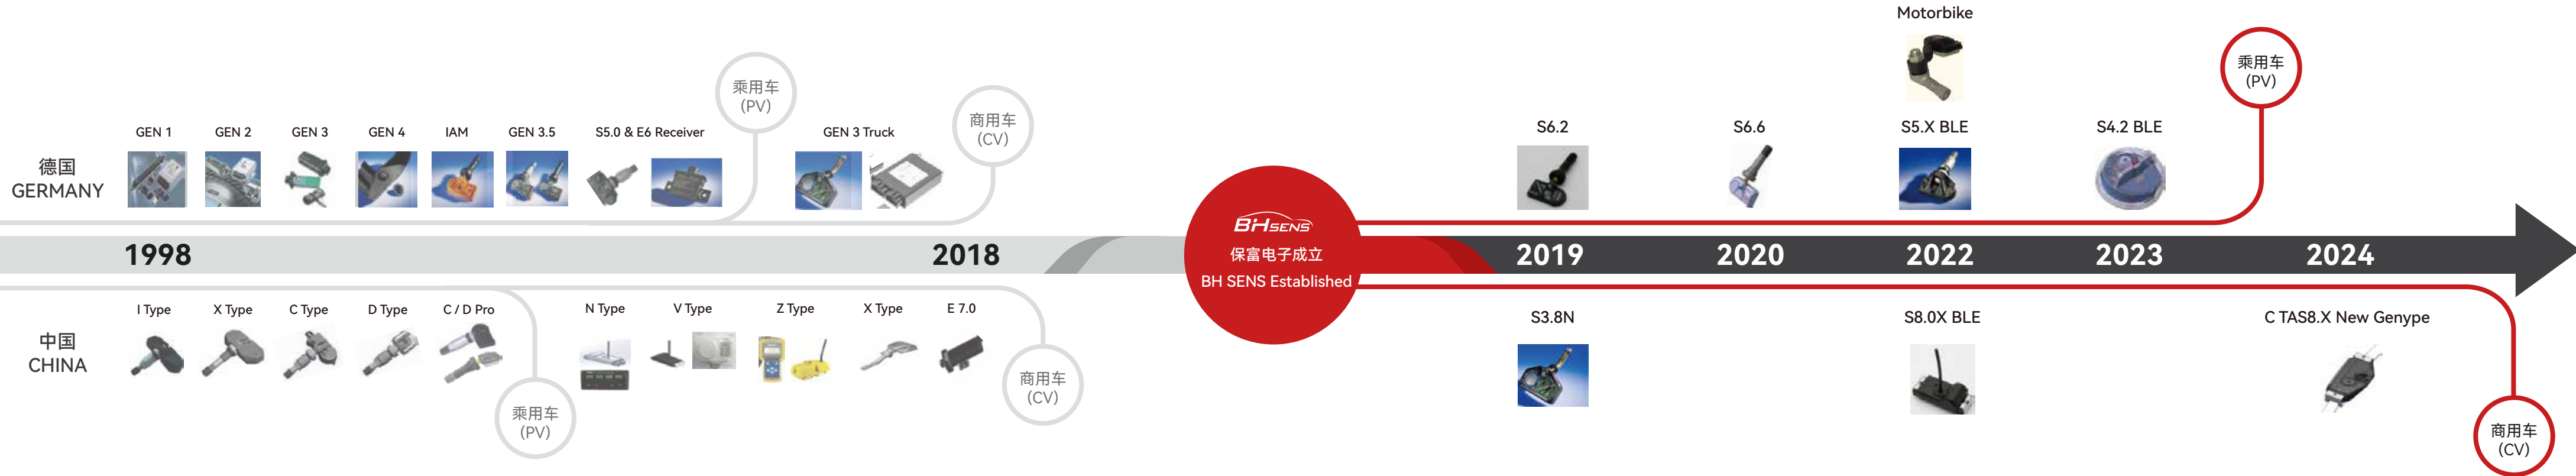 Motorbike
乘用车
(PV)
乘用车
(PV)
商用车
(CV)
GEN 1
GEN 2
GEN 3
GEN 4
IAM
GEN 3.5
S5.0 & E6 Receiver
GEN 3 Truck
S6.2
S6.6
S5.X BLE
S4.2 BLE
德国
GERMANY
BHSENS
保富电子成立
BH SENS Established
1998
2018
2019
2020
2022
2023
2024
I Type
X Type
C Type
D Type
C / D Pro
N Type
V Type
Z Type
X Type
E 7.0
S3.8N
S8.0X BLE
C TAS8.X New Genype
中国
CHINA
乘用车
(PV)
商用车
(CV)
商用车
(CV)